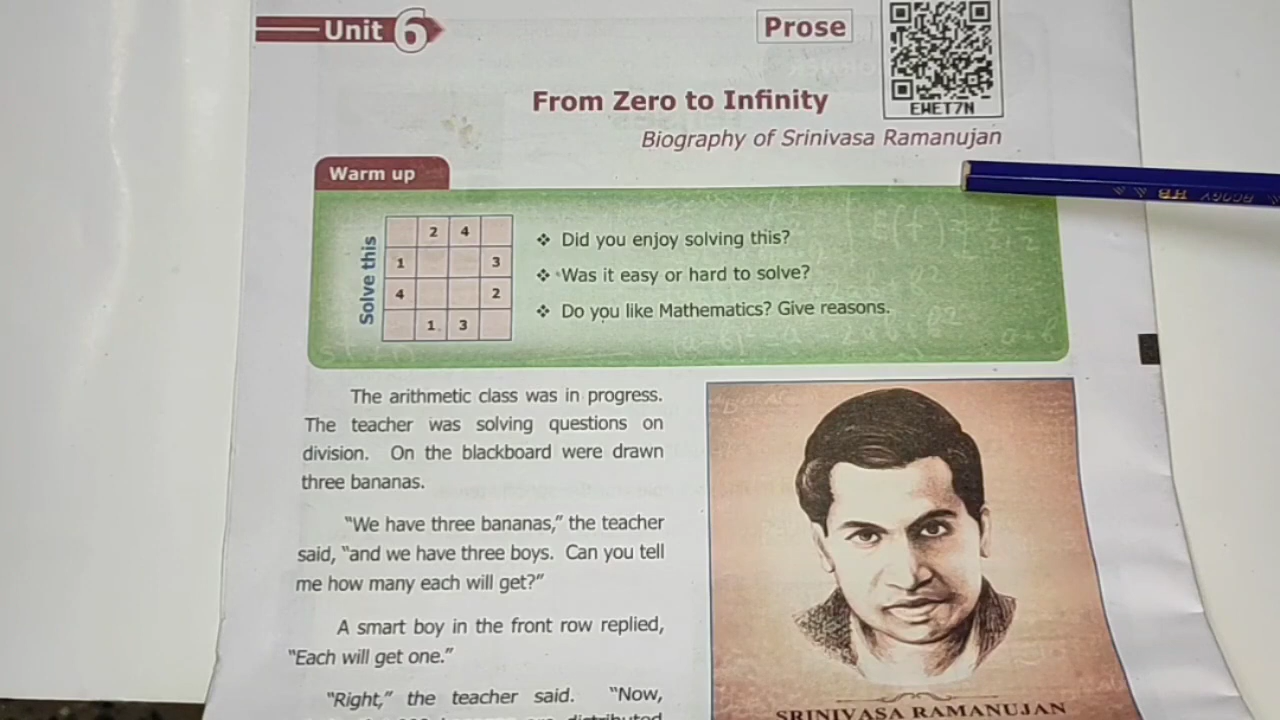 Unit 6
Prose
EWET7N
From Zero to Infinity
Biography of Srinivasa Ramanujan
Warm up
Solve this
2 4
1 3
4 2
1 3
❖ Did you enjoy solving this?
❖ Was it easy or hard to solve?
❖ Do you like Mathematics? Give reasons.
The arithmetic class was in progress.
The teacher was solving questions on
division. On the blackboard were drawn
three bananas.
“We have three bananas,” the teacher
said, “and we have three boys. Can you tell
me how many each will get?”
A smart boy in the front row replied,
“Each will get one.”
“Right,” the teacher said. “Now,
distributed
SRINIVASA RAMANUJAN
HB